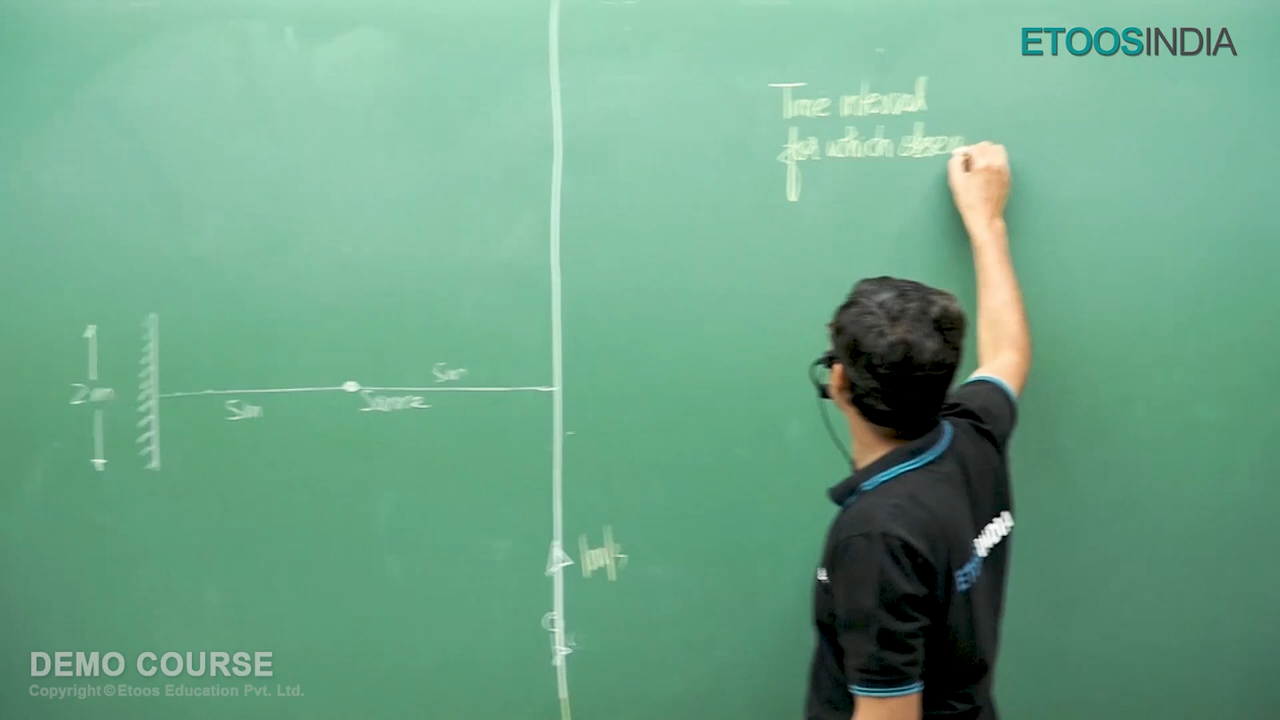 ETOOSINDIA
Time interval
for which obser
5m
Source
5m
2m
1m/s
DEMO COURSE
Copyright © Etoos Education Pvt. Ltd.